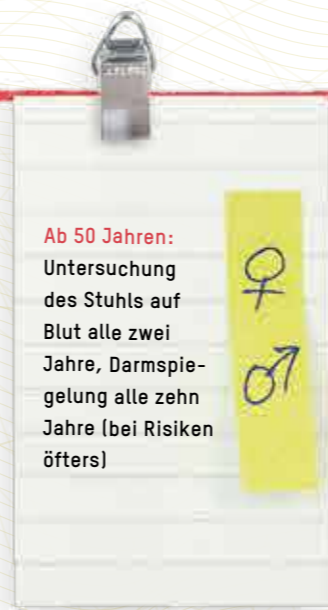 Ab 50 Jahren:
Untersuchung
des Stuhls auf
Blut alle zwei
Jahre, Darmspie-
gelung alle zehn
Jahre (bei Risiken
öfters)
♀
♂